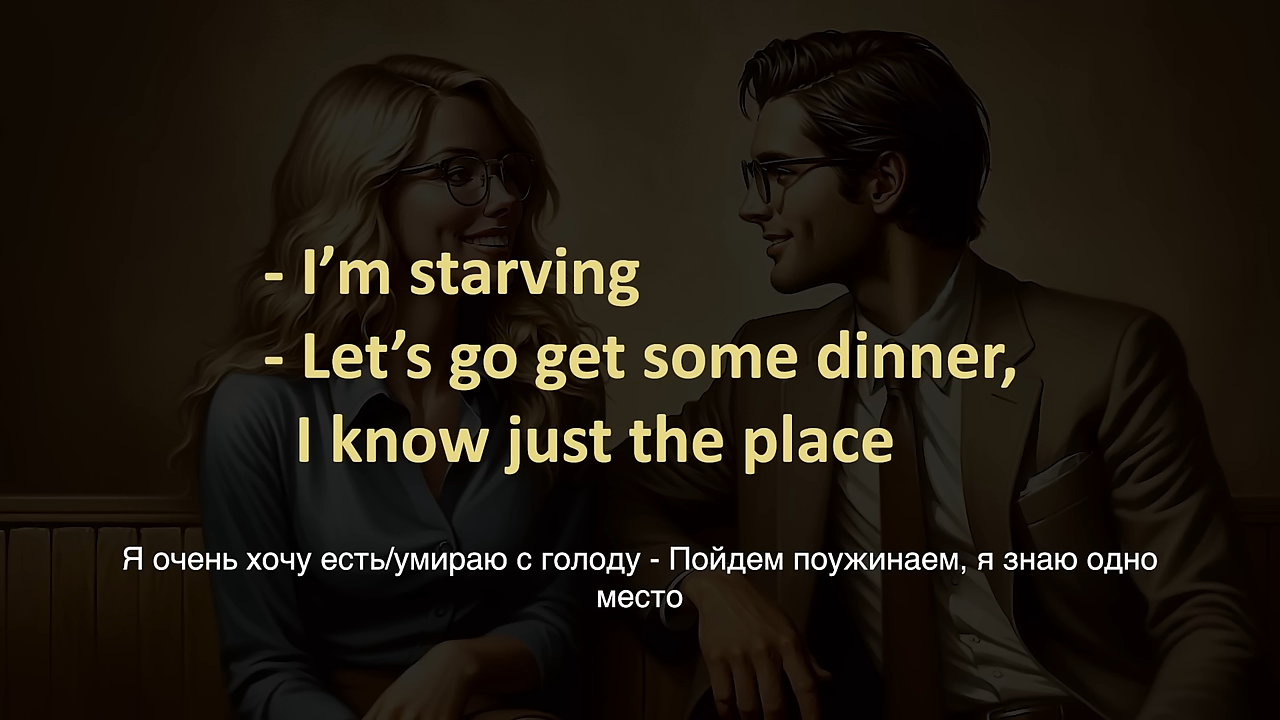 - I’m starving
- Let’s go get some dinner,
I know just the place
Я очень хочу есть/умираю с голоду - Пойдем поужинаем, я знаю одно
место